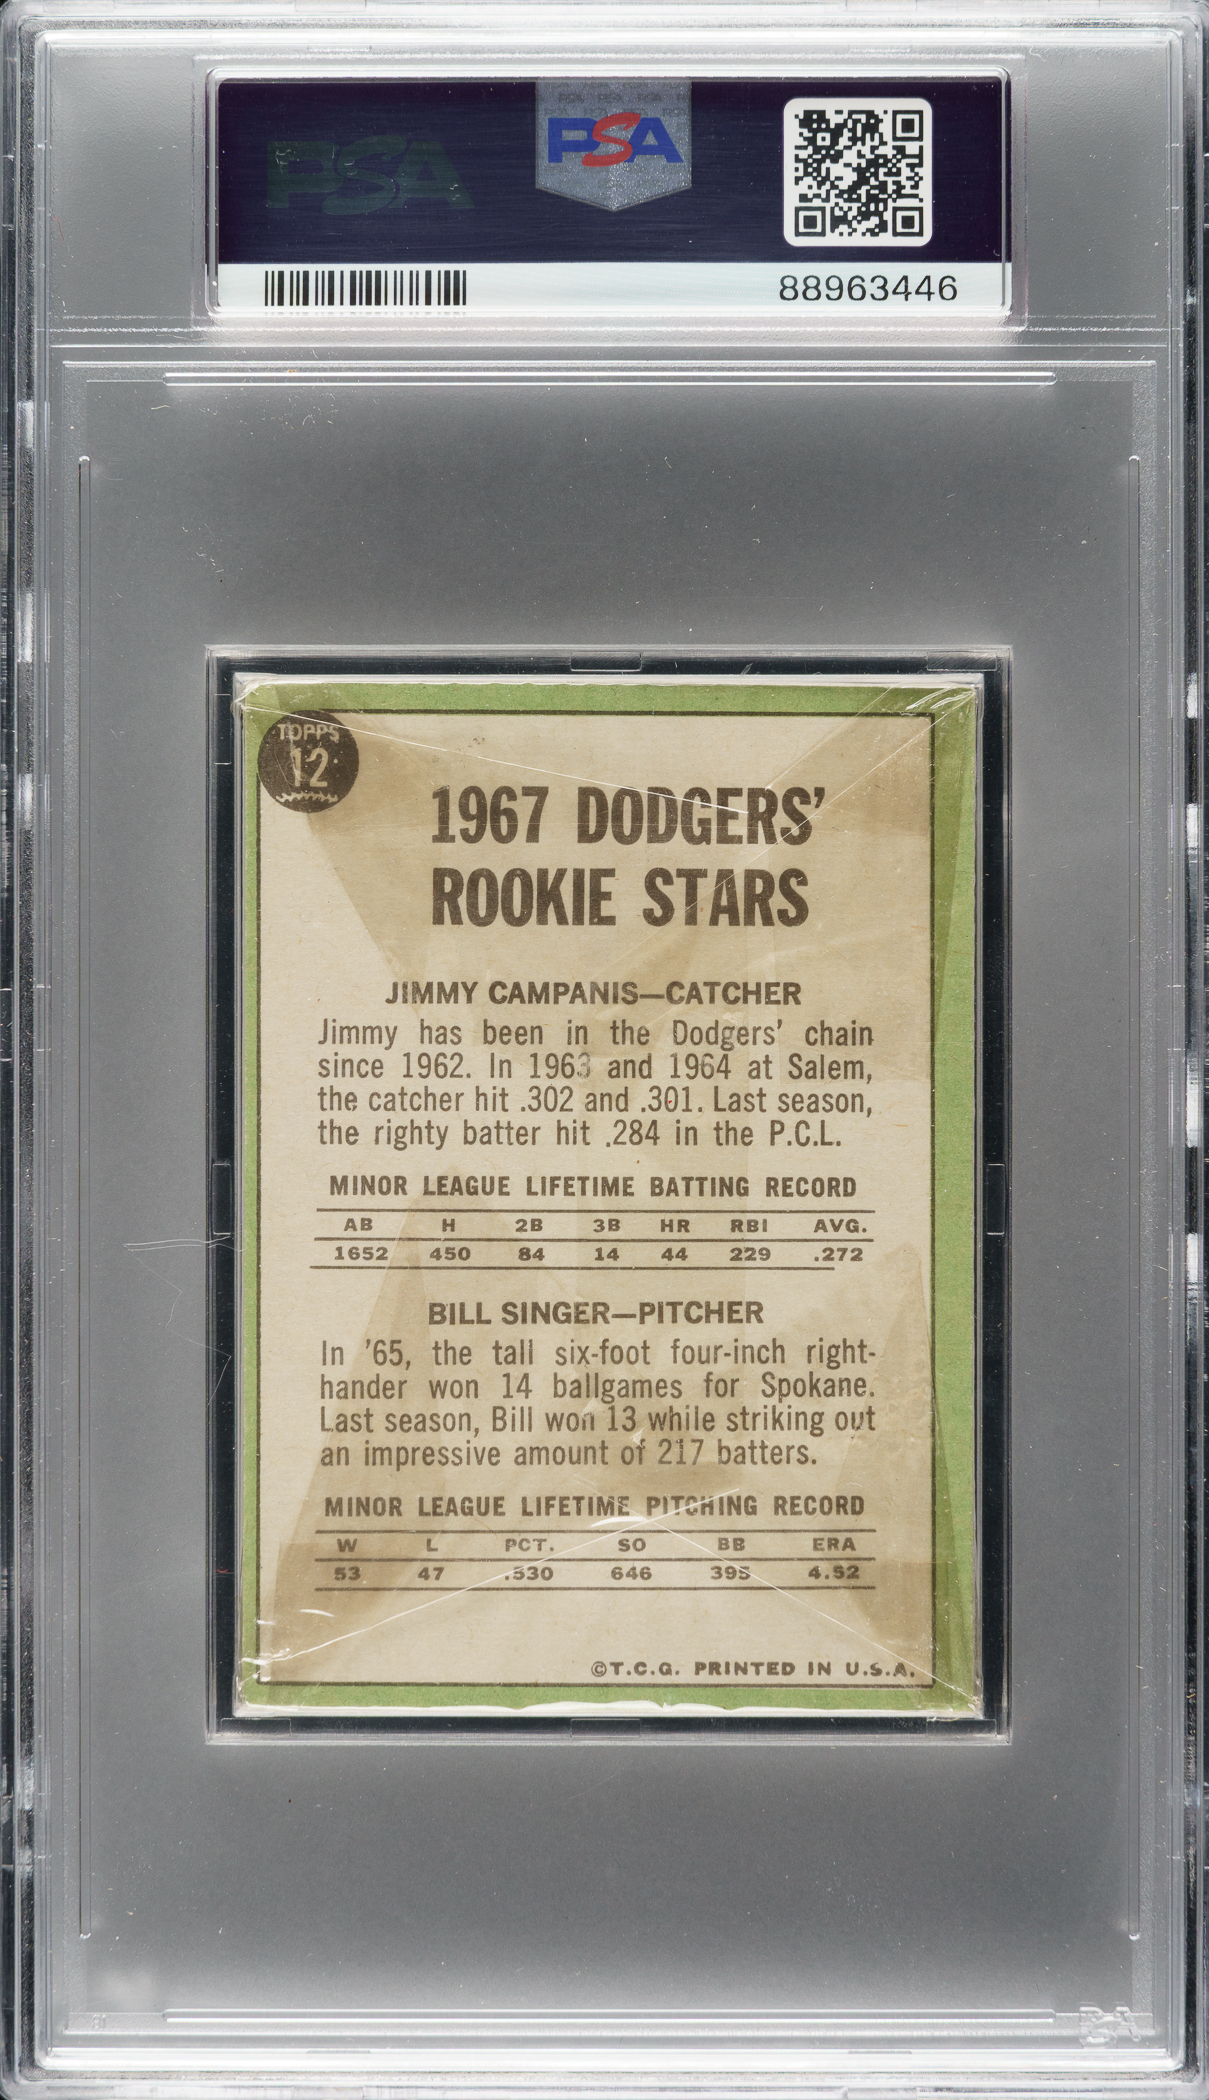 PSA
PSA
88963446
TOPPS
12
1967 DODGERS'
ROOKIE STARS
JIMMY CAMPANIS—CATCHER
Jimmy has been in the Dodgers' chain
since 1962. In 1963 and 1964 at Salem,
the catcher hit .302 and .301. Last season,
the righty batter hit .284 in the P.C.L.
MINOR LEAGUE LIFETIME BATTING RECORD
AB H 2B 3B HR RBI AVG.
1652 450 84 14 44 229 .272
BILL SINGER—PITCHER
In '65, the tall six-foot four-inch right-
hander won 14 ballgames for Spokane.
Last season, Bill won 13 while striking out
an impressive amount of 217 batters.
MINOR LEAGUE LIFETIME PITCHING RECORD
W L PCT. SO BB ERA
53 47 .530 646 395 4.52
©T.C.G. PRINTED IN U.S.A.
PSA